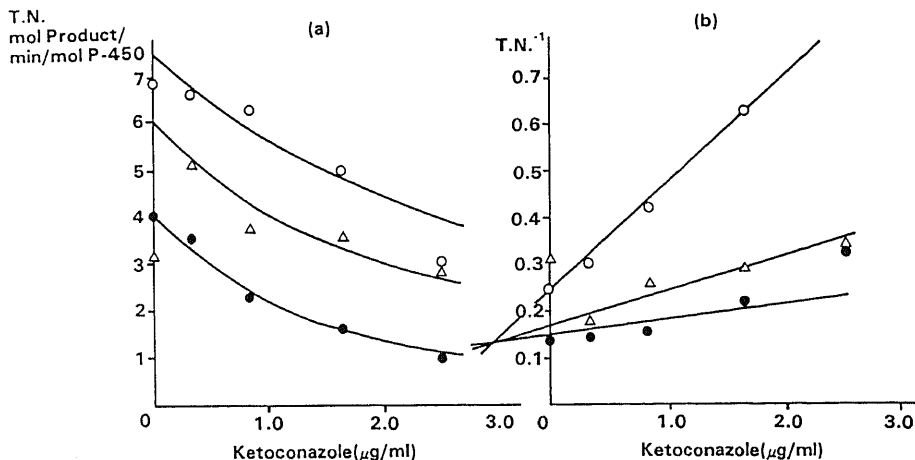 T.N.
mol Product/
min/mol P-450
(a)
7
6
5
4
3
2
1
0
1.0
2.0
3.0
Ketoconazole(μg/ml)
(b)
T.N.-1
0.7
0.6
0.5
0.4
0.3
0.2
0.1
0
1.0
2.0
3.0
Ketoconazole(μg/ml)